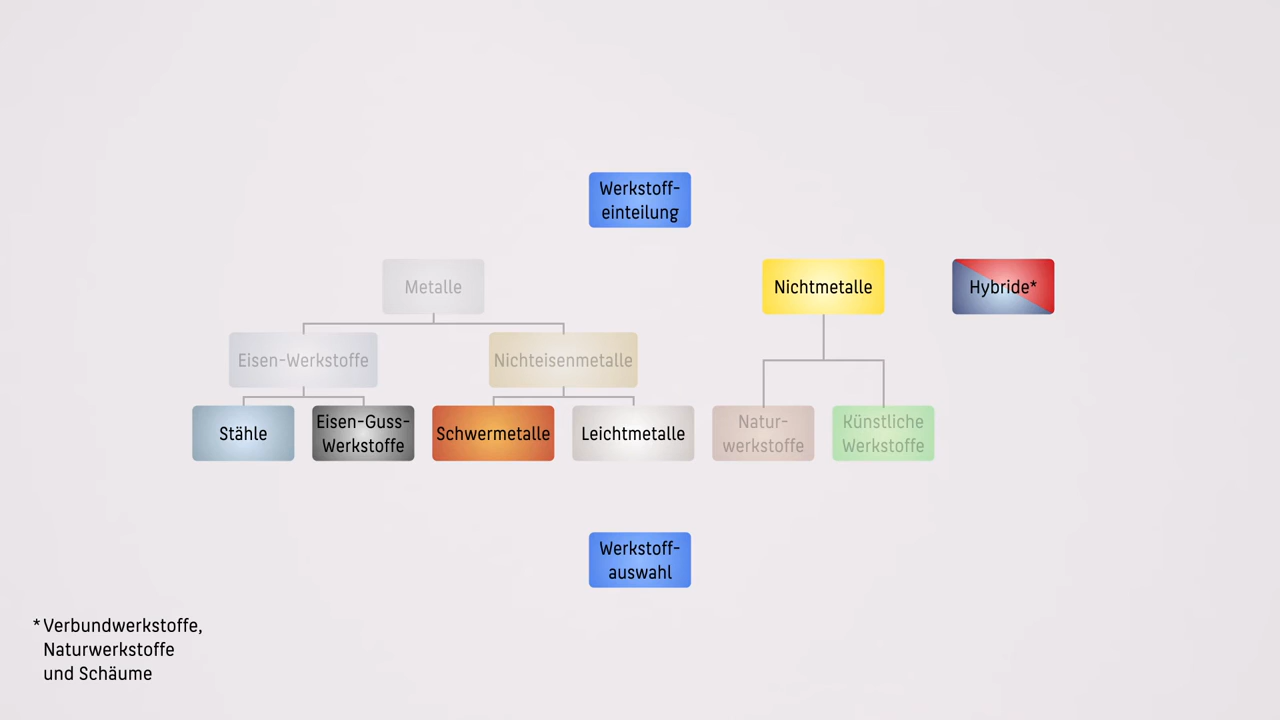 Werkstoff-
einteilung
Metalle
Nichtmetalle
Hybride*
Eisen-Werkstoffe
Nichteisenmetalle
Stähle
Eisen-Guss-
Werkstoffe
Schwermetalle
Leichtmetalle
Natur-
werkstoffe
Künstliche
Werkstoffe
Werkstoff-
auswahl
* Verbundwerkstoffe,
Naturwerkstoffe
und Schäume